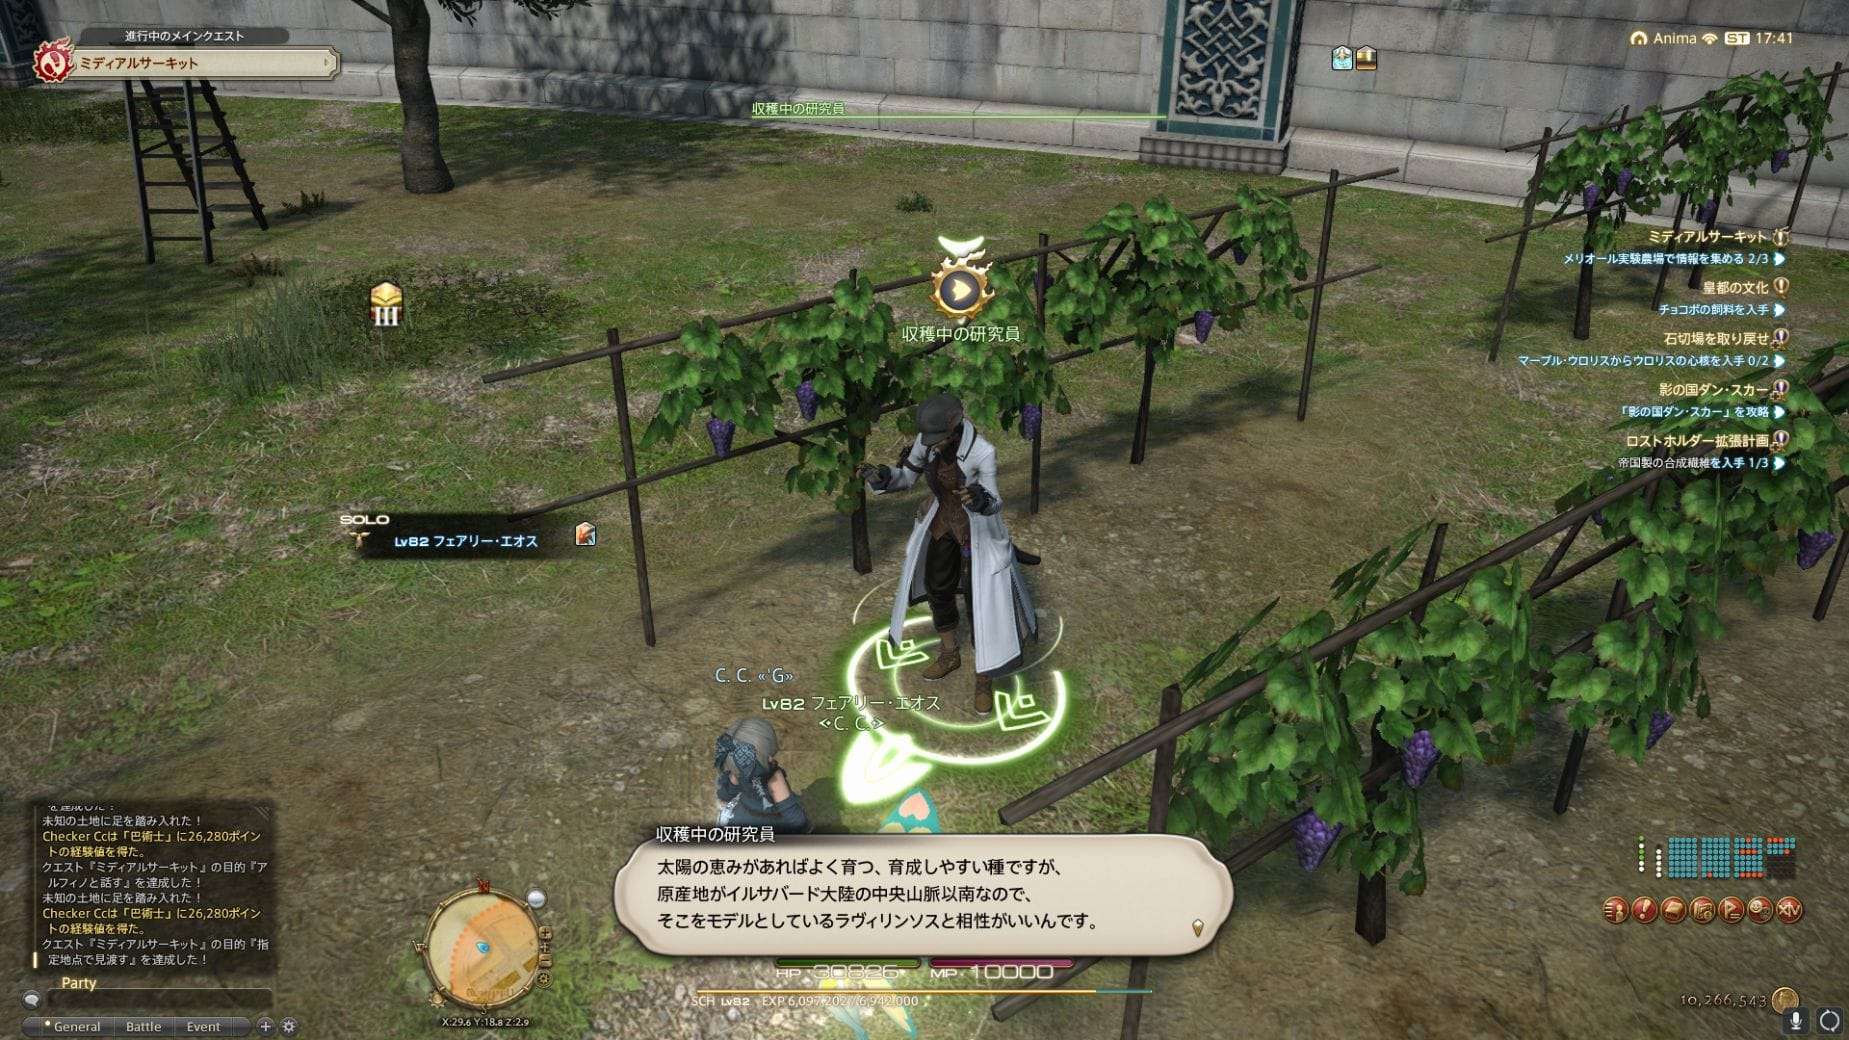 進行中のメインクエスト
ミディアルサーキット
Anima ST 17:41
収穫中の研究員
ミディアルサーキット
メリオール実験農場で情報を集める 2/3
皇都の文化
チョコボの飼料を入手
石切場を取り戻せ
マーブル・ウロリスからウロリスの心核を入手 0/2
影の国ダン・スカー
「影の国ダン・スカー」を攻略
ロストホルダー拡張計画
帝国製の合成繊維を入手 1/3
III
収穫中の研究員
SOLO
Lv82 フェアリー・エオス
C. C. «'G»
Lv82 フェアリー・エオス
<C. C.>
を達成した！
未知の土地に足を踏み入れた！
Checker Ccは「巴術士」に26,280ポイン
トの経験値を得た。
クエスト『ミディアルサーキット』の目的『ア
ルフィノと話す』を達成した！
未知の土地に足を踏み入れた！
Checker Ccは「巴術士」に26,280ポイン
トの経験値を得た。
クエスト『ミディアルサーキット』の目的『指
定地点で見渡す』を達成した！
Party
General Battle Event
X:29.6 Y:18.8 Z:2.9
収穫中の研究員
太陽の恵みがあればよく育つ、育成しやすい種ですが、
原産地がイルサバード大陸の中央山脈以南なので、
そこをモデルとしているラヴィリンソスと相性がいいんです。
HP 30826 MP 10000
SCH Lv82 EXP 6,097,202/6,942,000
XIV
10,266,543